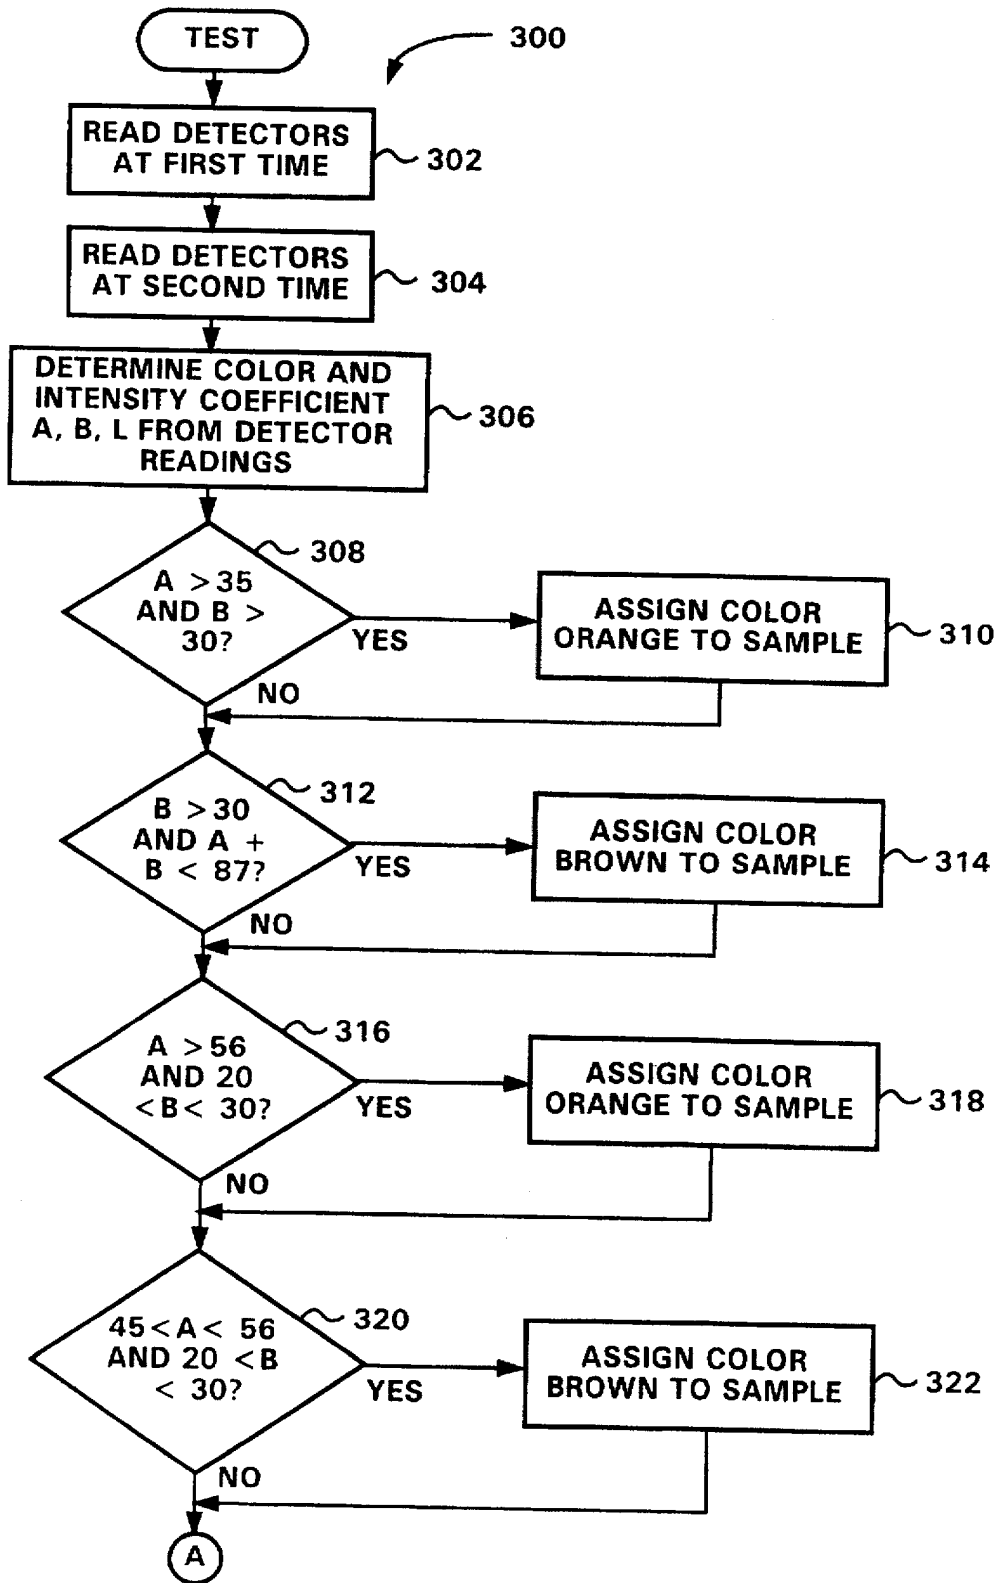 TEST
300
READ DETECTORS
AT FIRST TIME
302
READ DETECTORS
AT SECOND TIME
304
DETERMINE COLOR AND
INTENSITY COEFFICIENT
A, B, L FROM DETECTOR
READINGS
306
308
A >35
AND B >
30?
YES
NO
ASSIGN COLOR
ORANGE TO SAMPLE
310
312
B >30
AND A +
B < 87?
YES
NO
ASSIGN COLOR
BROWN TO SAMPLE
314
316
A >56
AND 20
<B< 30?
YES
NO
ASSIGN COLOR
ORANGE TO SAMPLE
318
320
45<A< 56
AND 20 <B
< 30?
YES
NO
ASSIGN COLOR
BROWN TO SAMPLE
322
A